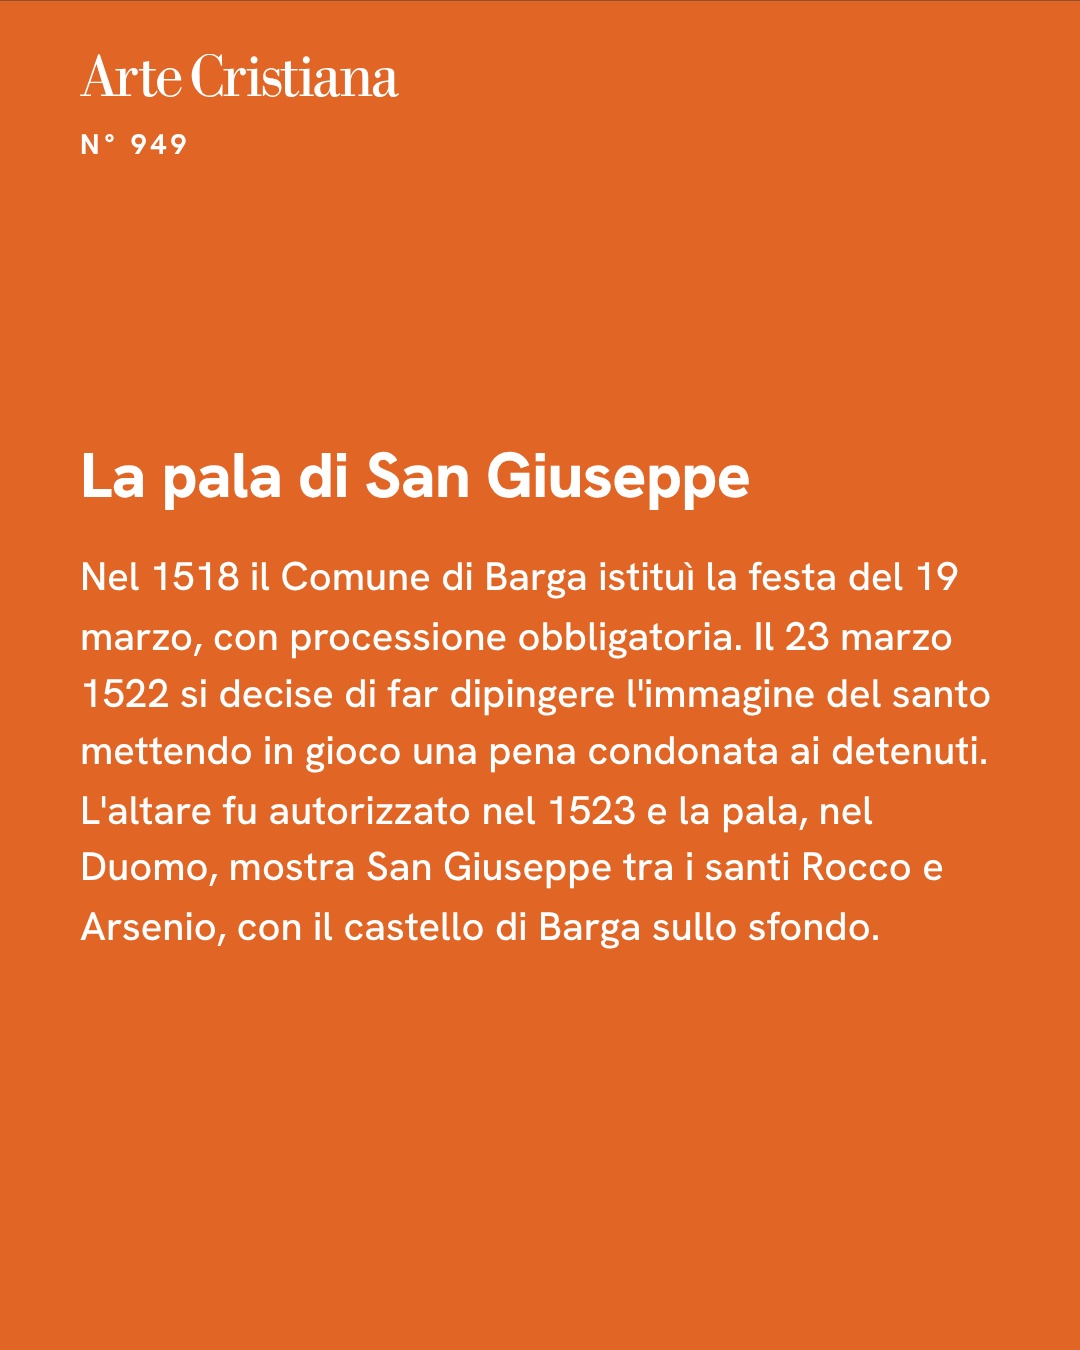 Arte Cristiana
N° 949
La pala di San Giuseppe
Nel 1518 il Comune di Barga istituì la festa del 19
marzo, con processione obbligatoria. Il 23 marzo
1522 si decise di far dipingere l'immagine del santo
mettendo in gioco una pena condonata ai detenuti.
L'altare fu autorizzato nel 1523 e la pala, nel
Duomo, mostra San Giuseppe tra i santi Rocco e
Arsenio, con il castello di Barga sullo sfondo.